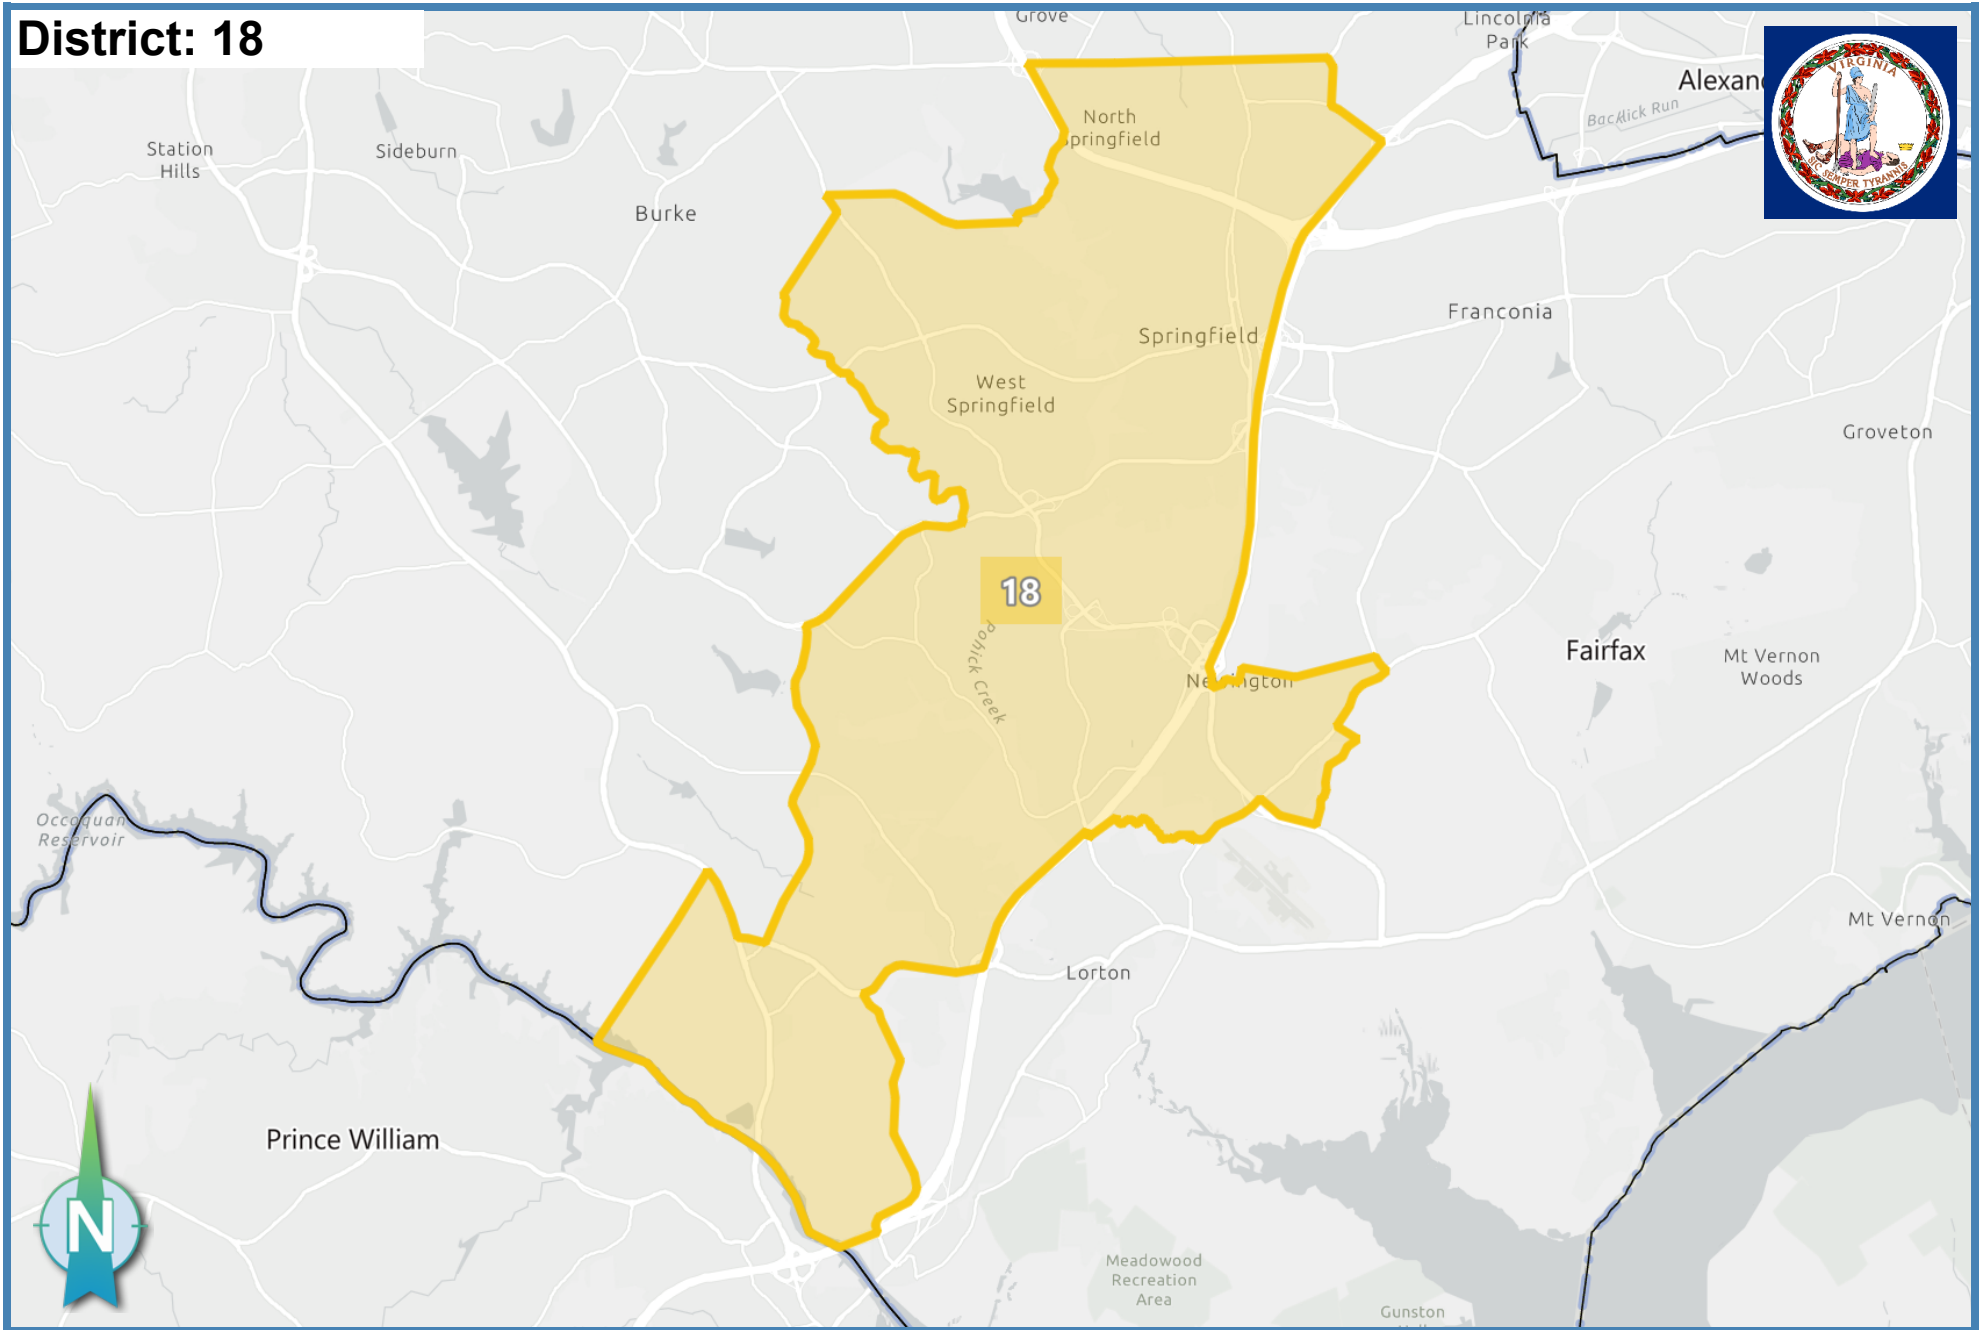 District: 18
Grove
Lincolnia
Park
Alexan
Backlick Run
VIRGINIA
SIC SEMPER TYRANNIS
North
Springfield
Station
Hills
Sideburn
Burke
Franconia
Springfield
West
Springfield
Groveton
18
Pohick Creek
Fairfax
Mt Vernon
Woods
Newington
Occoquan
Reservoir
Mt Vernon
Lorton
Prince William
N
Meadowood
Recreation
Area
Gunston